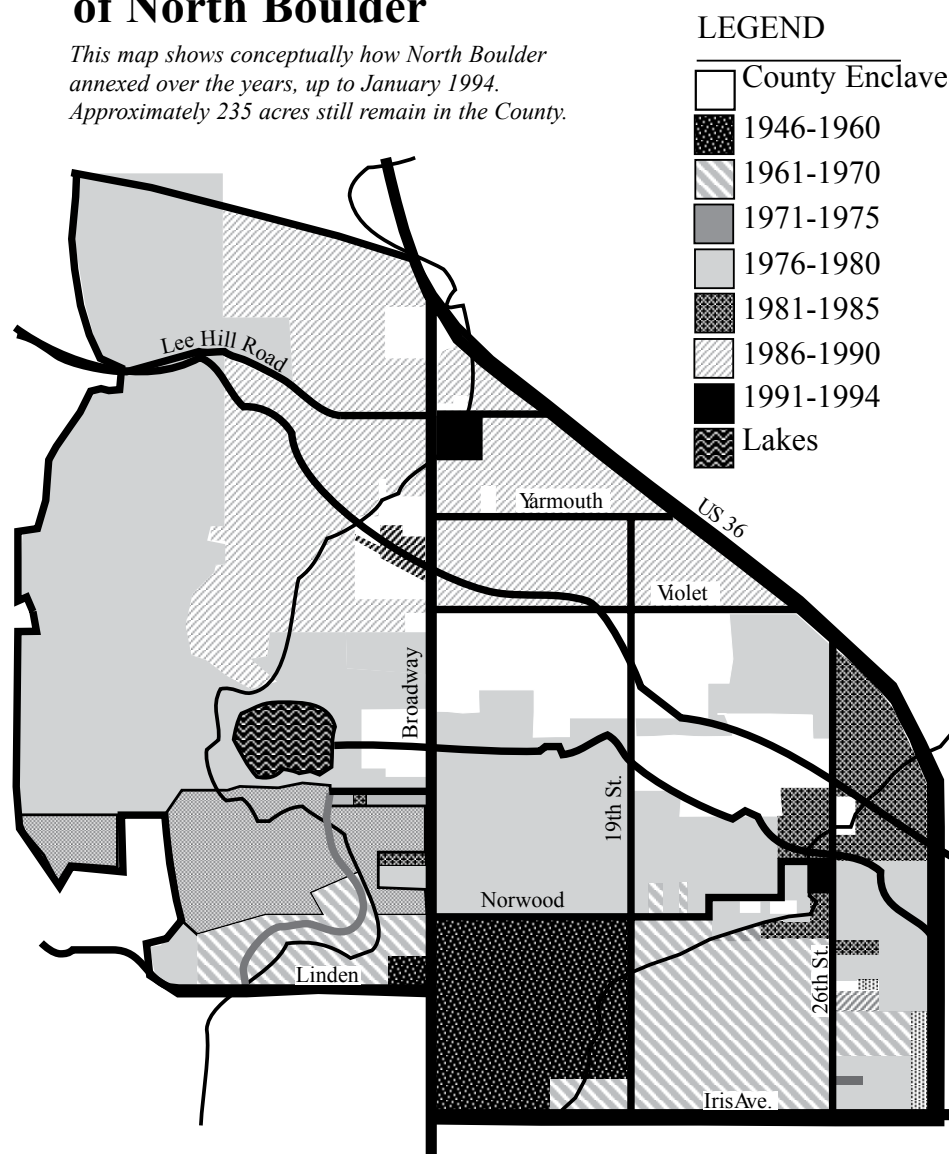 of North Boulder
This map shows conceptually how North Boulder
annexed over the years, up to January 1994.
Approximately 235 acres still remain in the County.
LEGEND
County Enclave
1946-1960
1961-1970
1971-1975
1976-1980
1981-1985
1986-1990
1991-1994
Lakes
Lee Hill Road
Yarmouth
US 36
Violet
Broadway
19th St.
Norwood
26th St.
Linden
Iris Ave.